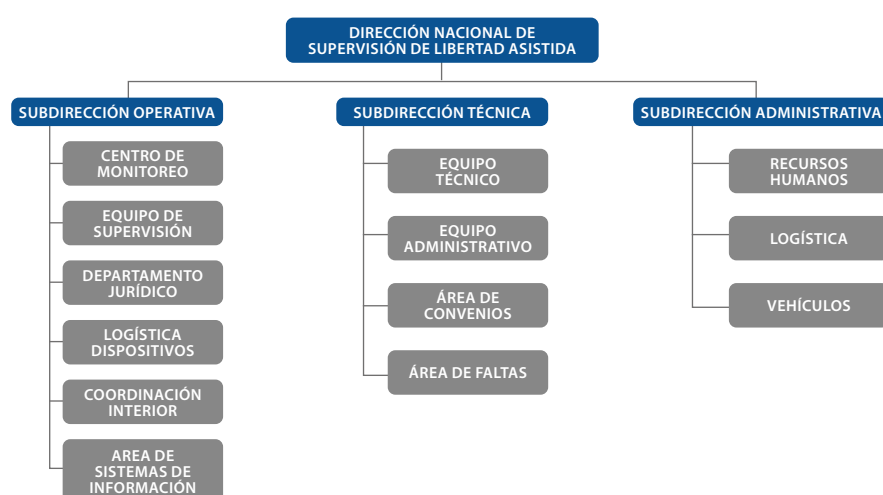 DIRECCIÓN NACIONAL DE
SUPERVISIÓN DE LIBERTAD ASISTIDA
SUBDIRECCIÓN OPERATIVA
CENTRO DE
MONITOREO
EQUIPO DE
SUPERVISIÓN
DEPARTAMENTO
JURÍDICO
LOGÍSTICA
DISPOSITIVOS
COORDINACIÓN
INTERIOR
AREA DE
SISTEMAS DE
INFORMACIÓN
SUBDIRECCIÓN TÉCNICA
EQUIPO
TÉCNICO
EQUIPO
ADMINISTRATIVO
ÁREA DE
CONVENIOS
ÁREA DE FALTAS
SUBDIRECCIÓN ADMINISTRATIVA
RECURSOS
HUMANOS
LOGÍSTICA
VEHÍCULOS